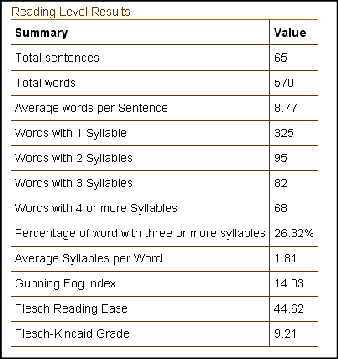 Reading Level Results
Summary Value
Total sentences 65
Total words 570
Average words per Sentence 8.77
Words with 1 Syllable 325
Words with 2 Syllables 95
Words with 3 Syllables 82
Words with 4 or more Syllables 68
Percentage of word with three or more syllables 26.32%
Average Syllables per Word 1.81
Gunning Fog Index 14.03
Flesch Reading Ease 44.62
Flesch-Kincaid Grade 9.21